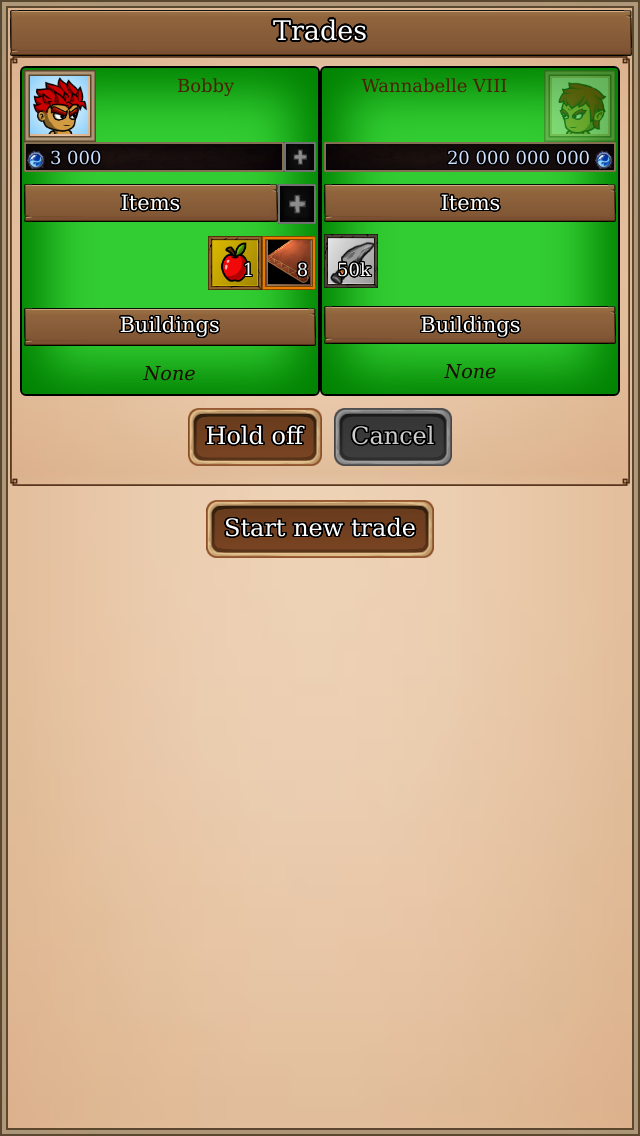 Trades
Bobby
Wannabelle VIII
3 000
20 000 000 000
Items
Items
1
8
50k
Buildings
Buildings
None
None
Hold off
Cancel
Start new trade